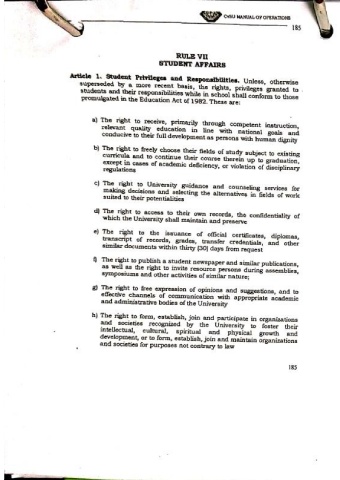 CvSU MANUAL OF OPERATIONS
185
RULE VII
STUDENT AFFAIRS
Article 1. Student Privileges and Responsibilities. Unless, otherwise
superseded by a more recent basis, the rights, privileges granted to
students and their responsibilities while in school shall conform to those
promulgated in the Education Act of 1982. These are:
a) The right to receive, primarily through competent instruction,
relevant quality education in line with national goals and
conducive to their full development as persons with human dignity
b) The right to freely choose their fields of study subject to existing
curricula and to continue their course therein up to graduation,
except in cases of academic deficiency, or violation of disciplinary
regulations
c) The right to University guidance and counseling services for
making decisions and selecting the alternatives in fields of work
suited to their potentialities
d) The right to access to their own records, the confidentiality of
which the University shall maintain and preserve
e) The right to the issuance of official certificates, diplomas,
transcript of records, grades, transfer credentials, and other
similar documents within thirty (30) days from request
f) The right to publish a student newspaper and similar publications,
as well as the right to invite resource persons during assemblies,
symposiums and other activities of similar nature;
g) The right to free expression of opinions and suggestions, and to
effective channels of communication with appropriate academic
and administrative bodies of the University
h) The right to form, establish, join and participate in organizations
and societies recognized by the University to foster their
intellectual, cultural, spiritual and physical growth and
development, or to form, establish, join and maintain organizations
and societies for purposes not contrary to law
185